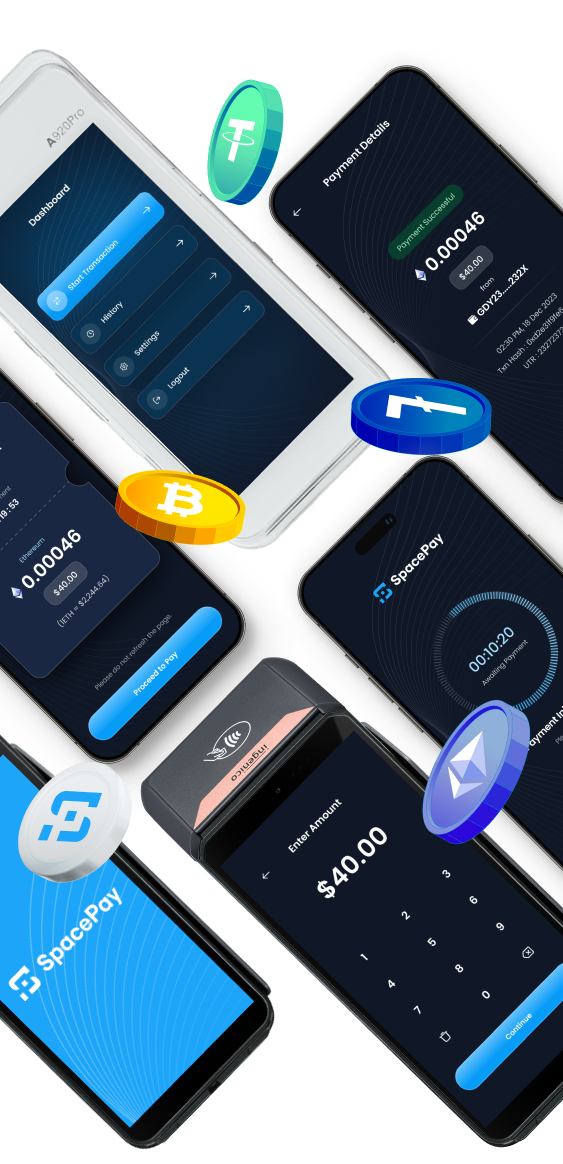 A920Pro
Dashboard
Start Transaction
History
Settings
Logout
Payment Details
Payment Successful
0.00046
$40.00
from
GDY23.....232X
02:30 PM, 18 Dec 2023
Ethereum
0.00046
$40.00
(1ETH = $2,244.64)
Please do not refresh the page.
Proceed to Pay
SpacePay
00:10:20
Awaiting Payment
ingenico
Enter Amount
$40.00
1 2 3
4 5 6
7 8 9
0
Continue
SpacePay